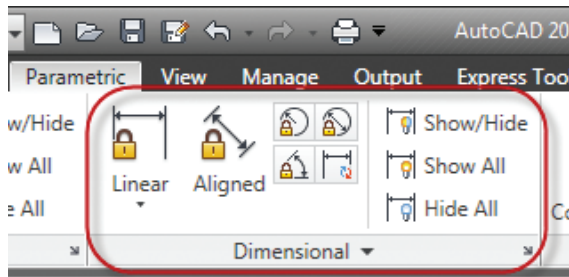 AutoCAD 20
Parametric View Manage Output Express Too
w/Hide
w All
e All
Linear
Aligned
Show/Hide
Show All
Hide All
Dimensional
Co